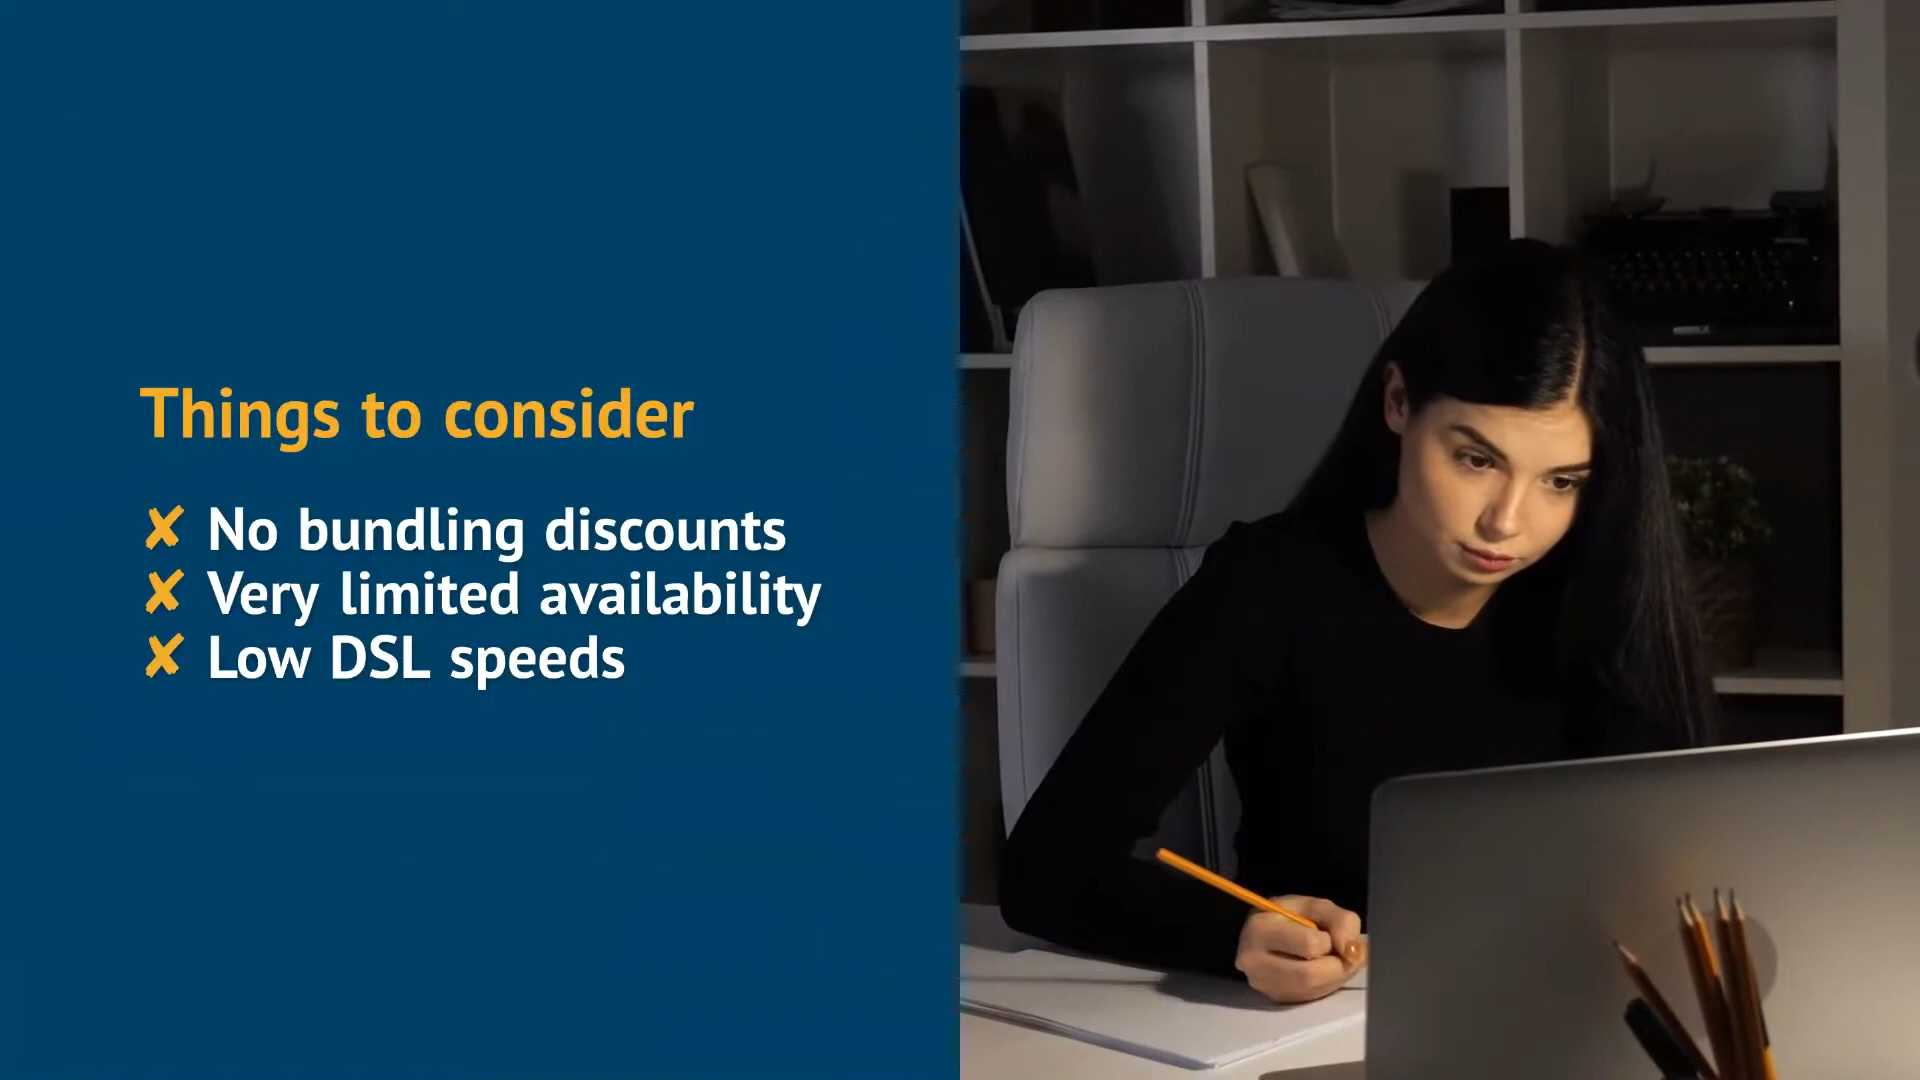 Things to consider
✘ No bundling discounts
✘ Very limited availability
✘ Low DSL speeds